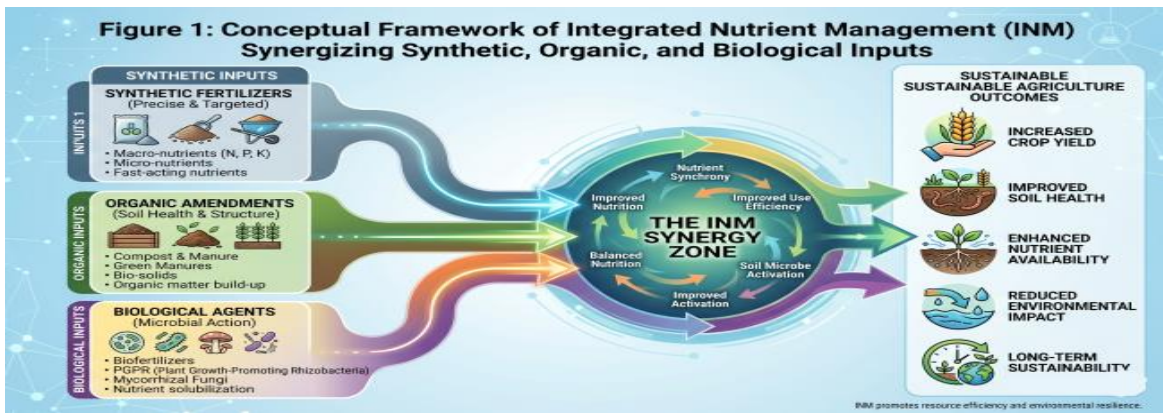 Figure 1: Conceptual Framework of Integrated Nutrient Management (INM)
Synergizing Synthetic, Organic, and Biological Inputs
SYNTHETIC INPUTS
INPUITS 1
SYNTHETIC FERTILIZERS
(Precise & Targeted)
• Macro-nutrients (N, P, K)
• Micro-nutrients
• Fast-acting nutrients
ORGANIC INPUTS
ORGANIC AMENDMENTS
(Soil Health & Structure)
• Compost & Manure
• Green Manures
• Bio-solids
• Organic matter build-up
BIOLOGICAL INPUTS
BIOLOGICAL AGENTS
(Microbial Action)
• Biofertilizers
• PGPR (Plant Growth-Promoting Rhizobacteria)
• Mycorrhizal Fungi
• Nutrient solubilization
Nutrient
Synchrony
Improved
Nutrition
Improved Use
Efficiency
THE INM
SYNERGY
ZONE
Balanced
Nutrition
Soil Microbe
Activation
Improved
Activation
SUSTAINABLE
SUSTAINABLE AGRICULTURE
OUTCOMES
INCREASED
CROP YIELD
IMPROVED
SOIL HEALTH
ENHANCED
NUTRIENT
AVAILABILITY
REDUCED
ENVIRONMENTAL
IMPACT
LONG-TERM
SUSTAINABILITY
INM promotes resource efficiency and environmental resilience.